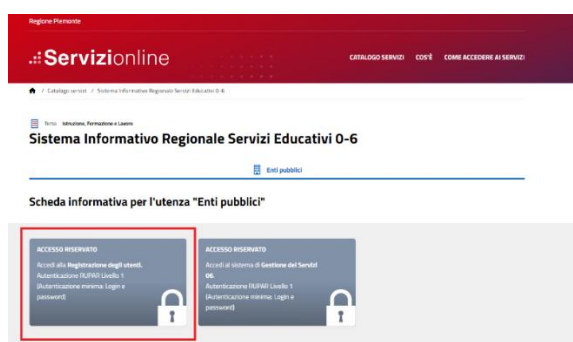 Regione Piemonte
.:: Servizionline
CATALOGO SERVIZI COS'È COME ACCEDERE AI SERVIZI
/ Catalogo servizi / Sistema Informativo Regionale Servizi Educativi 0-6
Tema: Istruzione, Formazione e Lavoro
Sistema Informativo Regionale Servizi Educativi 0-6
Enti pubblici
Scheda informativa per l'utenza "Enti pubblici"
ACCESSO RISERVATO
Accedi alla Registrazione degli utenti.
Autenticazione RUPAR Livello 1
(Autenticazione minima: Login e
password)
ACCESSO RISERVATO
Accedi al sistema di Gestione dei Servizi
06.
Autenticazione RUPAR Livello 1
(Autenticazione minima: Login e
password)